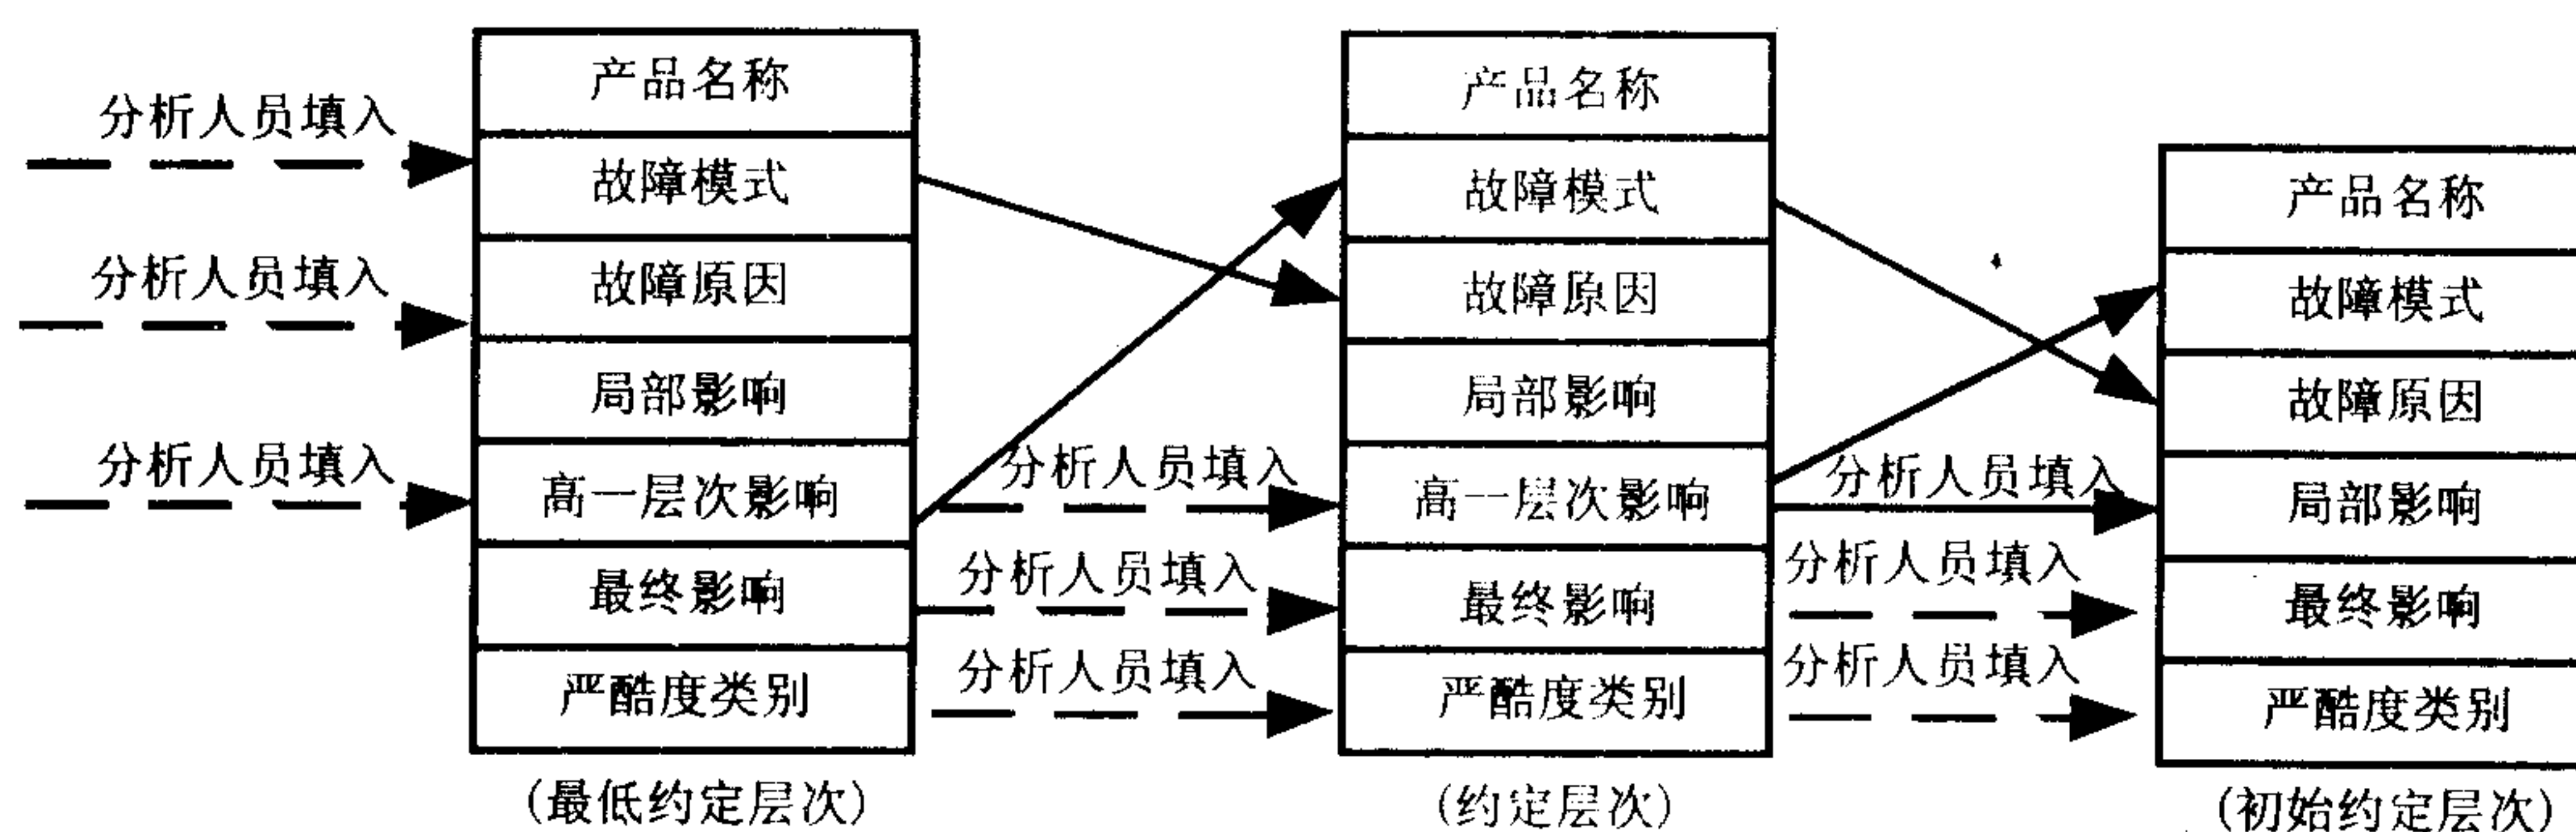 分析人员填入
分析人员填入
分析人员填入
产品名称
故障模式
故障原因
局部影响
高一层次影响
最终影响
严酷度类别
(最低约定层次)
分析人员填入
分析人员填入
分析人员填入
产品名称
故障模式
故障原因
局部影响
高一层次影响
最终影响
严酷度类别
(约定层次)
分析人员填入
分析人员填入
分析人员填入
产品名称
故障模式
故障原因
局部影响
最终影响
严酷度类别
(初始约定层次)